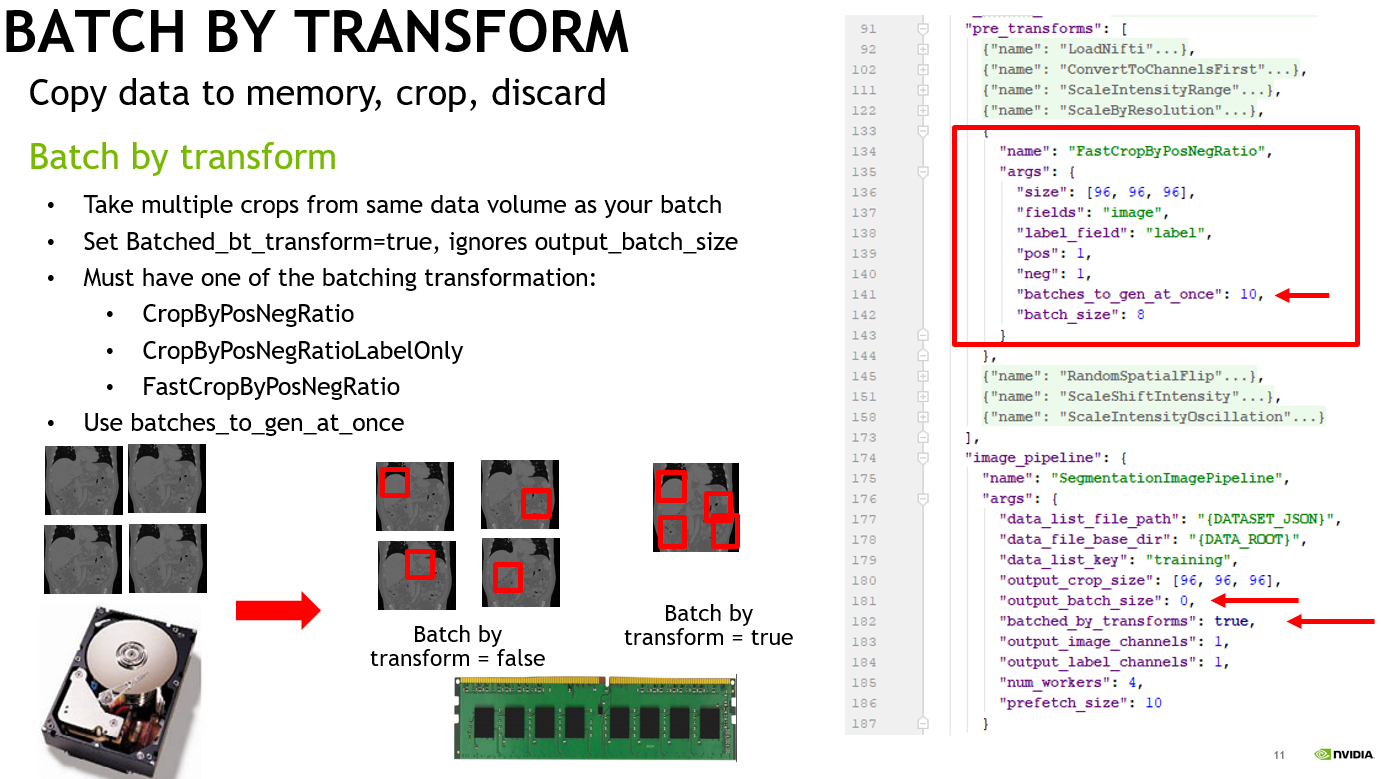 BATCH BY TRANSFORM
Copy data to memory, crop, discard
Batch by transform
• Take multiple crops from same data volume as your batch
• Set Batched_bt_transform=true, ignores output_batch_size
• Must have one of the batching transformation:
• CropByPosNegRatio
• CropByPosNegRatioLabelOnly
• FastCropByPosNegRatio
• Use batches_to_gen_at_once
Batch by
transform = false
Batch by
transform = true
91 "pre_transforms": [
92 {"name": "LoadNifti"...},
102 {"name": "ConvertToChannelsFirst"...},
111 {"name": "ScaleIntensityRange"...},
122 {"name": "ScaleByResolution"...},
133 {
134 "name": "FastCropByPosNegRatio",
135 "args": {
136 "size": [96, 96, 96],
137 "fields": "image",
138 "label_field": "label",
139 "pos": 1,
140 "neg": 1,
141 "batches_to_gen_at_once": 10,
142 "batch_size": 8
143 }
144 },
145 {"name": "RandomSpatialFlip"...},
151 {"name": "ScaleShiftIntensity"...},
158 {"name": "ScaleIntensityOscillation"...}
173 ],
174 "image_pipeline": {
175 "name": "SegmentationImagePipeline",
176 "args": {
177 "data_list_file_path": "{DATASET_JSON}",
178 "data_file_base_dir": "{DATA_ROOT}",
179 "data_list_key": "training",
180 "output_crop_size": [96, 96, 96],
181 "output_batch_size": 0,
182 "batched_by_transforms": true,
183 "output_image_channels": 1,
184 "output_label_channels": 1,
185 "num_workers": 4,
186 "prefetch_size": 10
187 }
11
NVIDIA.